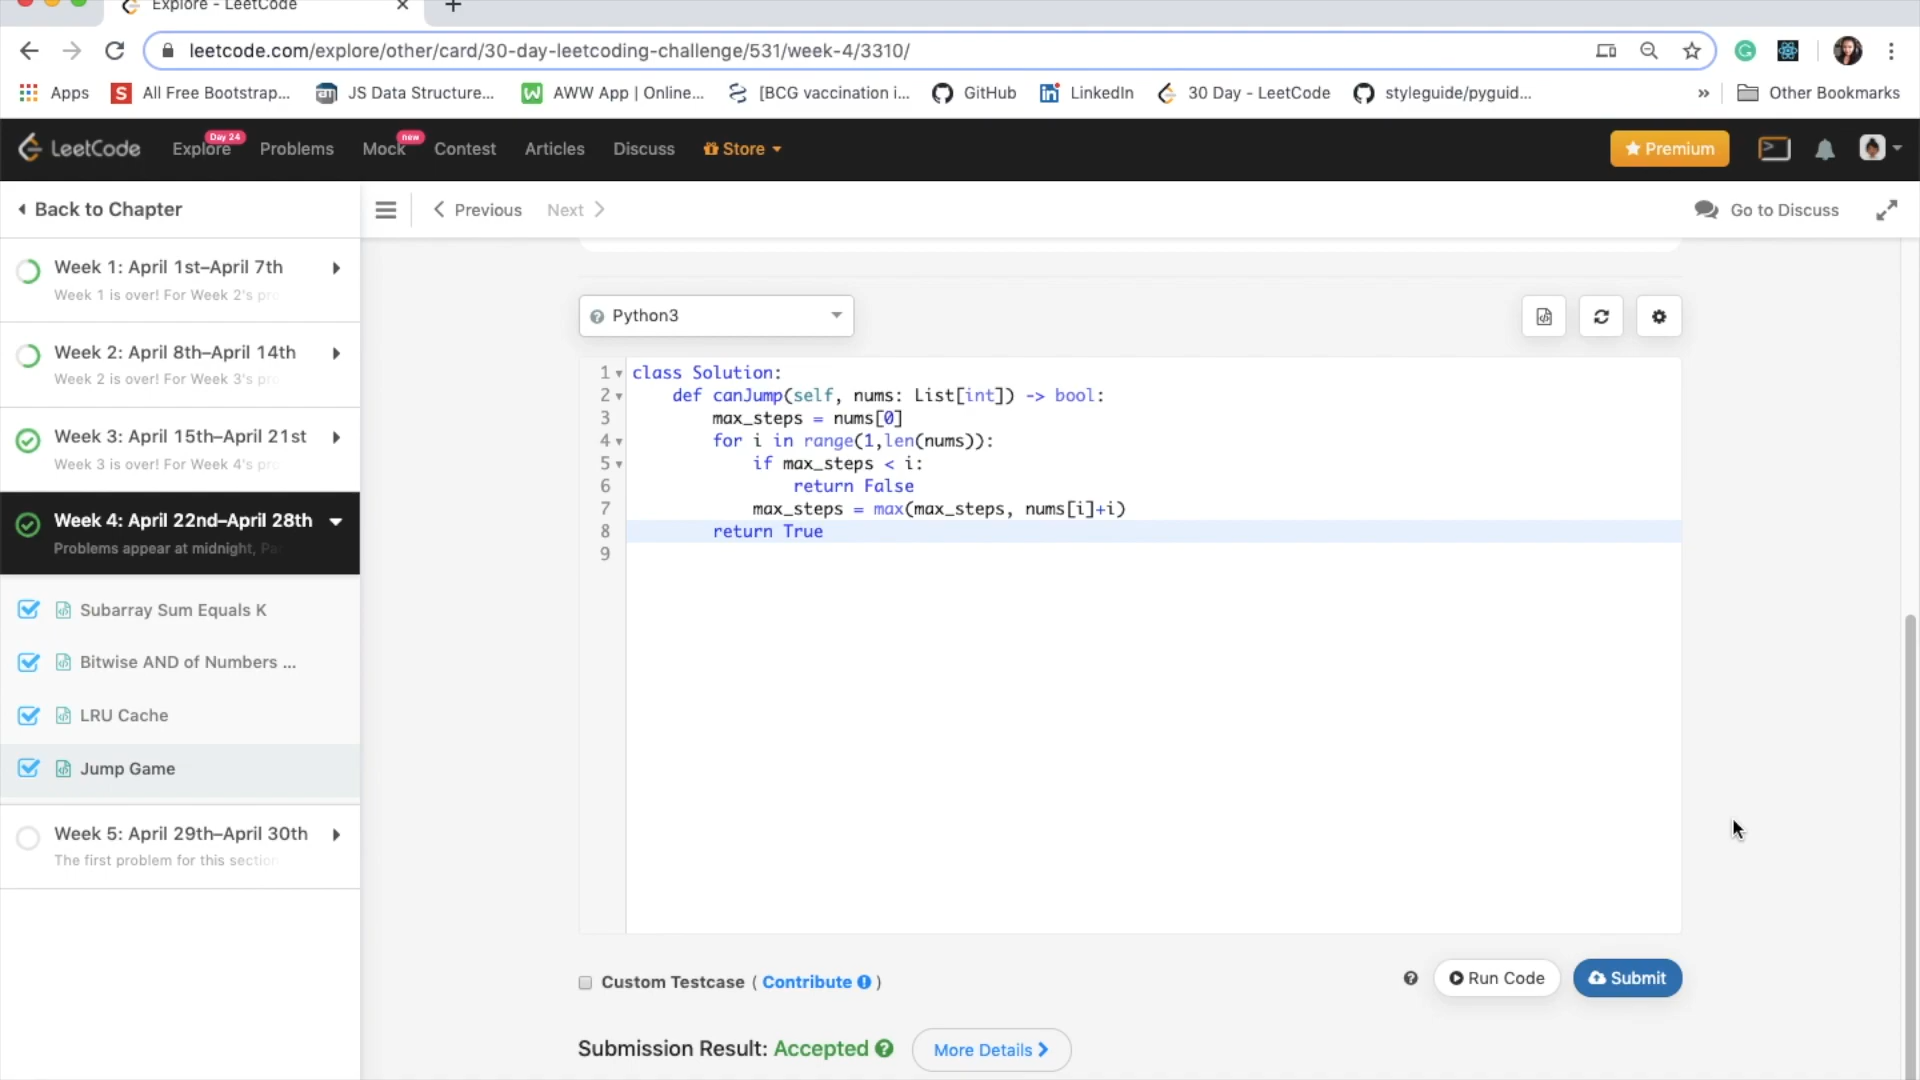 Explore - LeetCode
leetcode.com/explore/other/card/30-day-leetcoding-challenge/531/week-4/3310/
Apps All Free Bootstrap... JS Data Structure... AWW App | Online... [BCG vaccination i... GitHub LinkedIn 30 Day - LeetCode styleguide/pyguid... » Other Bookmarks
LeetCode Explore Day 24 Problems Mock new Contest Articles Discuss Store Premium
Back to Chapter
Previous Next Go to Discuss
Week 1: April 1st–April 7th
Week 1 is over! For Week 2's pro
Week 2: April 8th–April 14th
Week 2 is over! For Week 3's pro
Week 3: April 15th–April 21st
Week 3 is over! For Week 4's pro
Week 4: April 22nd–April 28th
Problems appear at midnight, Pa
Subarray Sum Equals K
Bitwise AND of Numbers ...
LRU Cache
Jump Game
Week 5: April 29th–April 30th
The first problem for this section
Python3
1 class Solution:
2     def canJump(self, nums: List[int]) -> bool:
3         max_steps = nums[0]
4         for i in range(1,len(nums)):
5             if max_steps < i:
6                 return False
7             max_steps = max(max_steps, nums[i]+i)
8         return True
9
Custom Testcase ( Contribute )
Run Code Submit
Submission Result: Accepted More Details